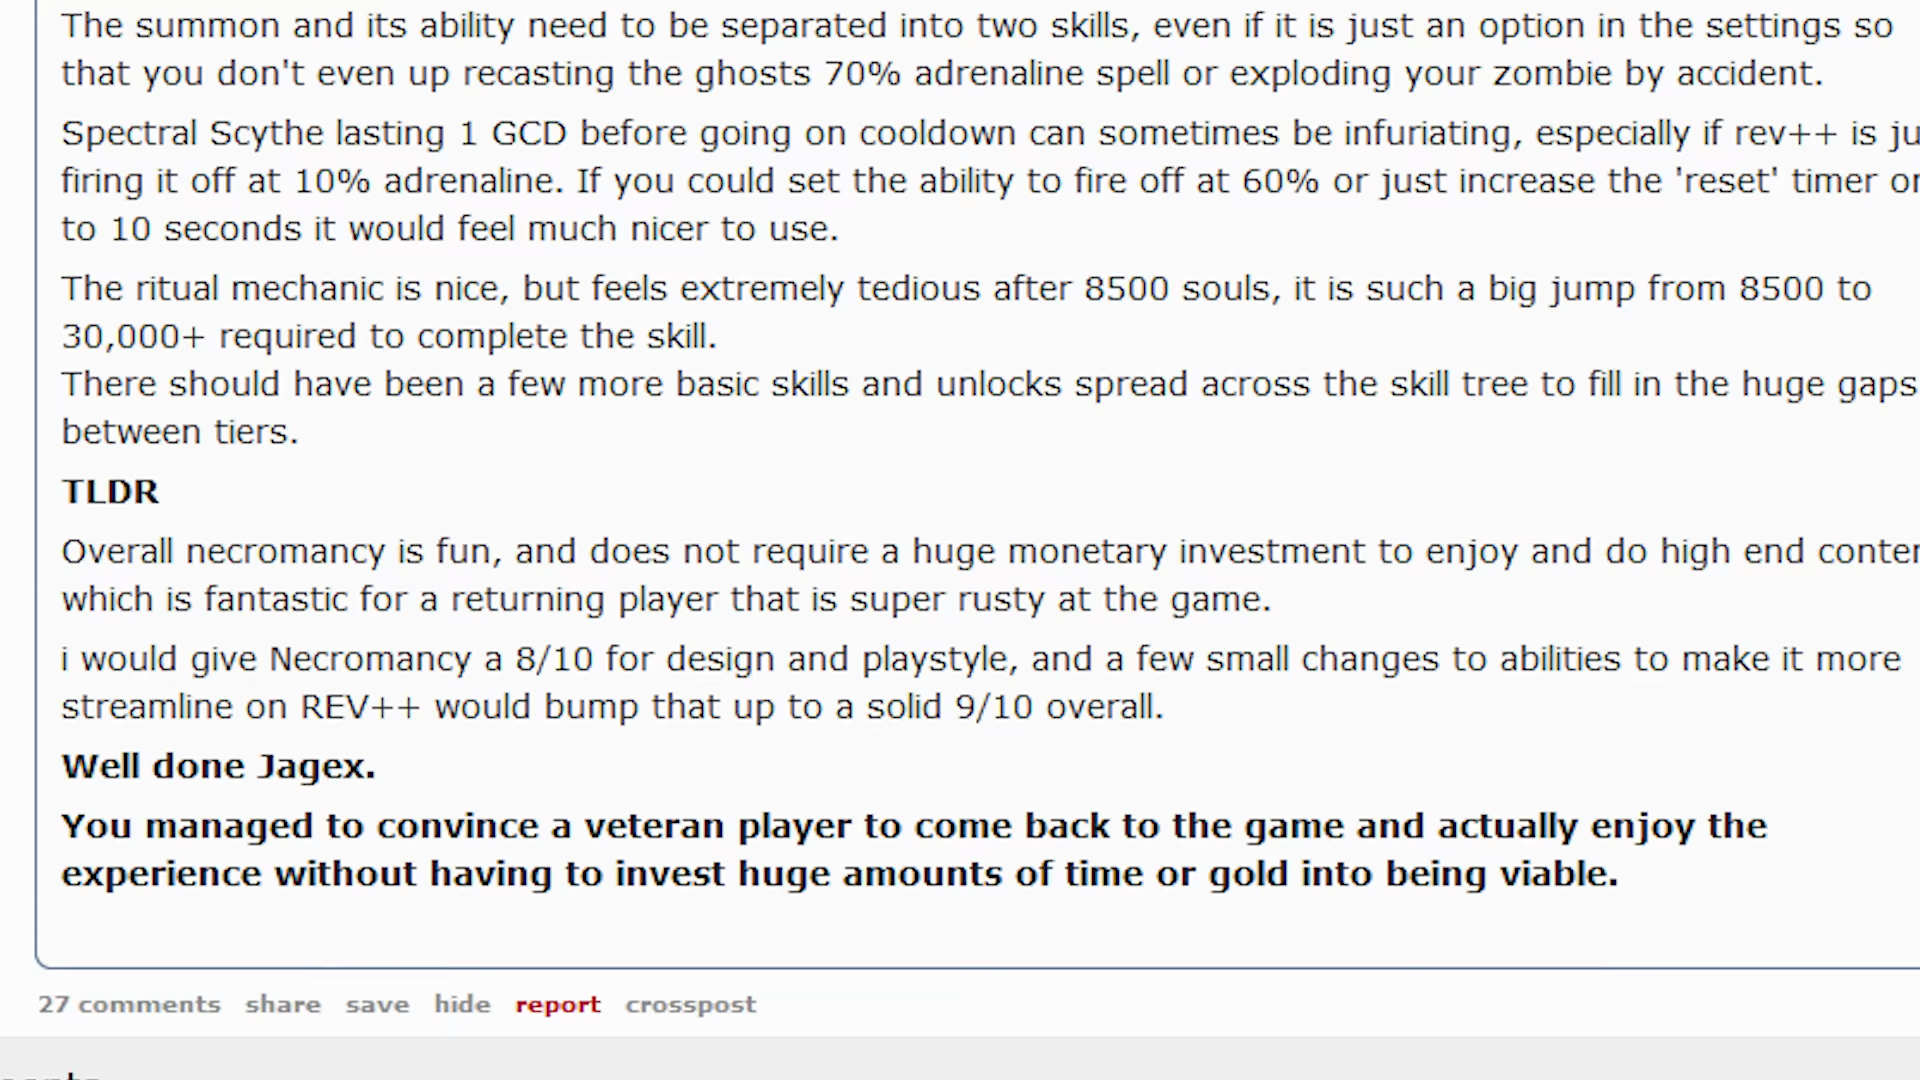 The summon and its ability need to be separated into two skills, even if it is just an option in the settings so
that you don't even up recasting the ghosts 70% adrenaline spell or exploding your zombie by accident.
Spectral Scythe lasting 1 GCD before going on cooldown can sometimes be infuriating, especially if rev++ is
firing it off at 10% adrenaline. If you could set the ability to fire off at 60% or just increase the 'reset' timer
to 10 seconds it would feel much nicer to use.
The ritual mechanic is nice, but feels extremely tedious after 8500 souls, it is such a big jump from 8500 to
30,000+ required to complete the skill.
There should have been a few more basic skills and unlocks spread across the skill tree to fill in the huge gaps
between tiers.
TLDR
Overall necromancy is fun, and does not require a huge monetary investment to enjoy and do high end
which is fantastic for a returning player that is super rusty at the game.
i would give Necromancy a 8/10 for design and playstyle, and a few small changes to abilities to make it more
streamline on REV++ would bump that up to a solid 9/10 overall.
Well done Jagex.
You managed to convince a veteran player to come back to the game and actually enjoy the
experience without having to invest huge amounts of time or gold into being viable.
27 comments share save hide report crosspost